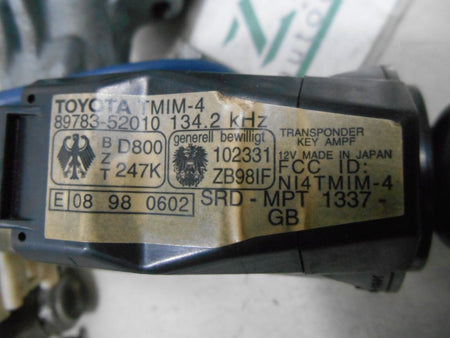 TOYOTA TMIM-4
89783-52010 134.2 kHz
BZT D800
247K
generell bewilligt
102331
ZB98IF
TRANSPONDER
KEY AMPF
12V MADE IN JAPAN
FCC ID:
NI4TMIM-4
E 08 98 0602
SRD - MPT 1337 -
GB